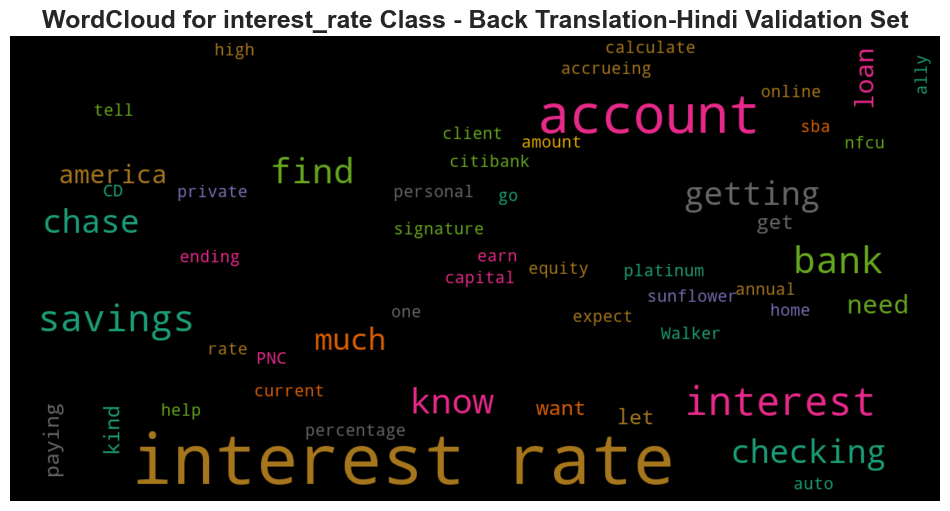 WordCloud for interest_rate Class - Back Translation-Hindi Validation Set
high
calculate
accrueing
loan
ally
online
tell
account
sba
client
amount
nfcu
citibank
find
america
CD
private
personal
go
getting
get
chase
signature
ending
earn
capital
equity
platinum
bank
annual
sunflower
home
need
savings
one
expect
Walker
much
rate
PNC
current
know
want
let
interest
help
kind
paying
percentage
interest rate
checking
auto